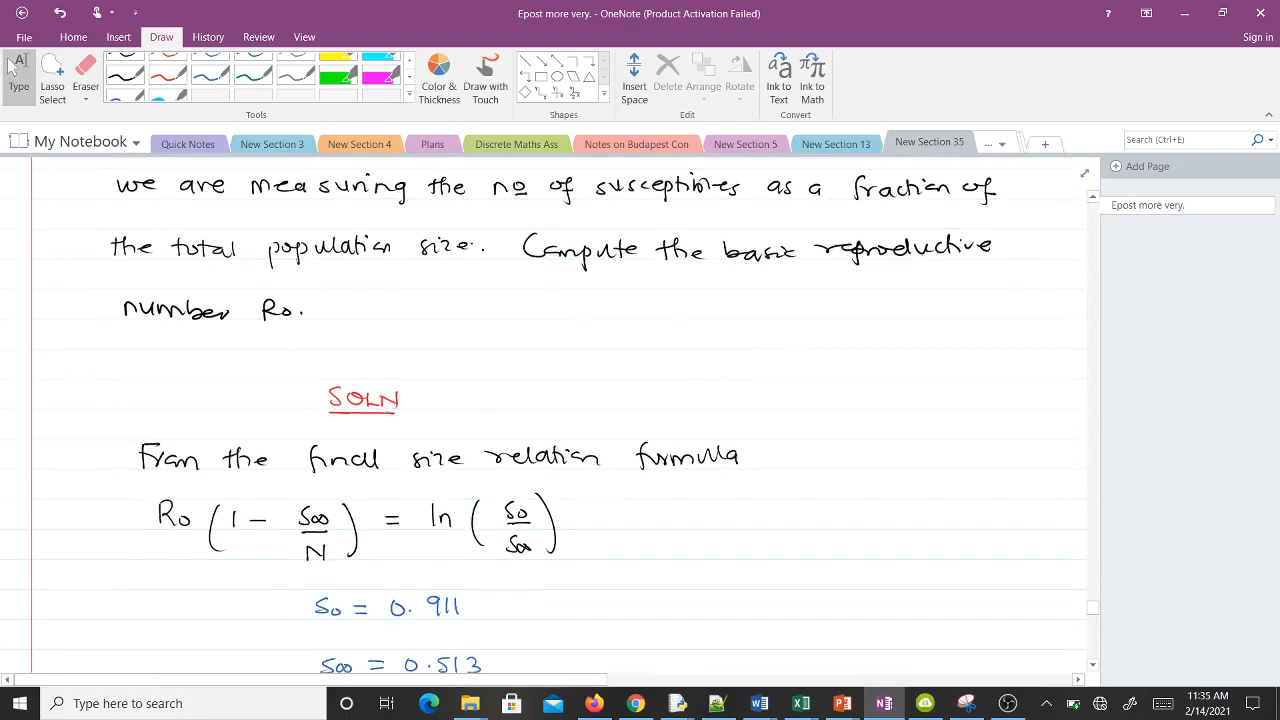 Epost more very. - OneNote (Product Activation Failed)
File Home Insert Draw History Review View Sign in
Type Lasso Select Eraser Color & Thickness Draw with Touch Insert Space Delete Arrange Rotate Ink to Text Ink to Math
Tools Shapes Edit Convert
My Notebook Quick Notes New Section 3 New Section 4 Plans Discrete Maths Ass Notes on Budapest Con New Section 5 New Section 13 New Section 35 ... Search (Ctrl+E)
Add Page
Epost more very.
we are measuring the no of susceptibles as a fraction of
the total population size. Compute the basic reproductive
number R₀.
SOLN
From the final size relation formula
R₀ (1 - S∞/N) = ln (S₀/S∞)
S₀ = 0.911
S∞ = 0.513
Type here to search
11:35 AM
2/14/2021